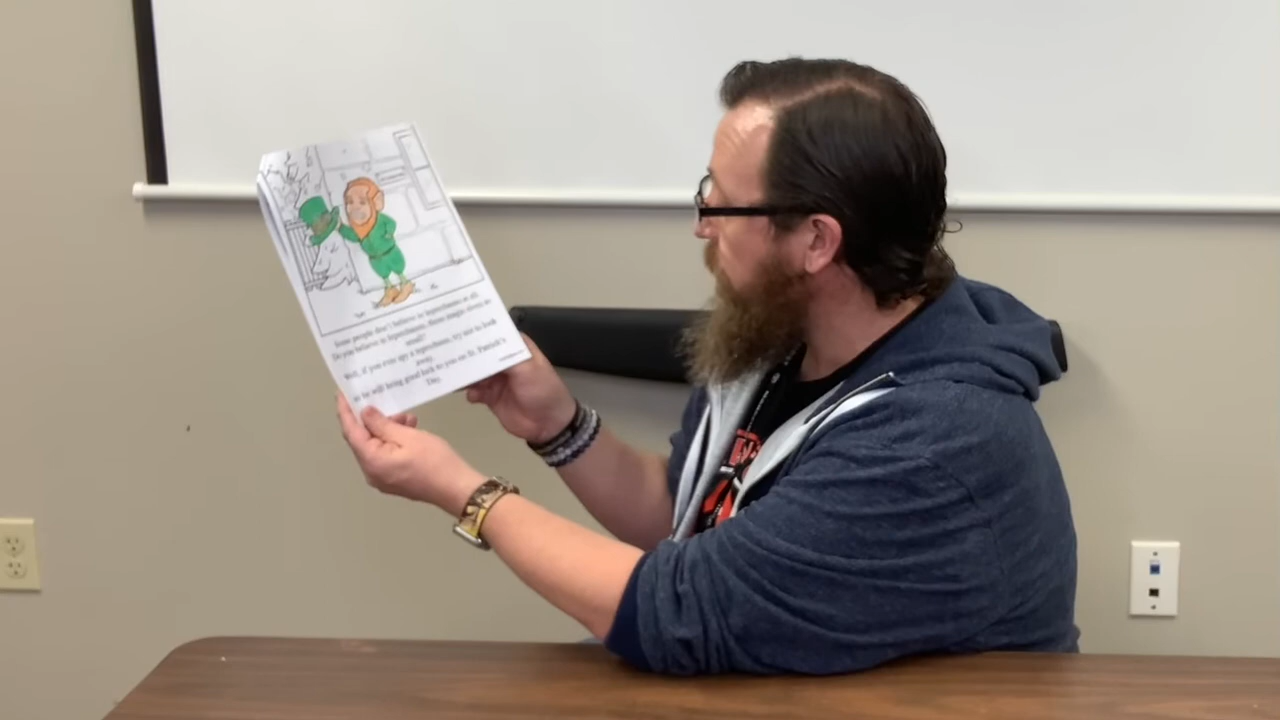 Some people don't believe in leprechauns at all.
Do you believe in leprechauns, those magic elves so
small?
Well, if you ever spy a leprechaun, try not to look
away,
as he will bring good luck to you on St. Patrick's
Day.